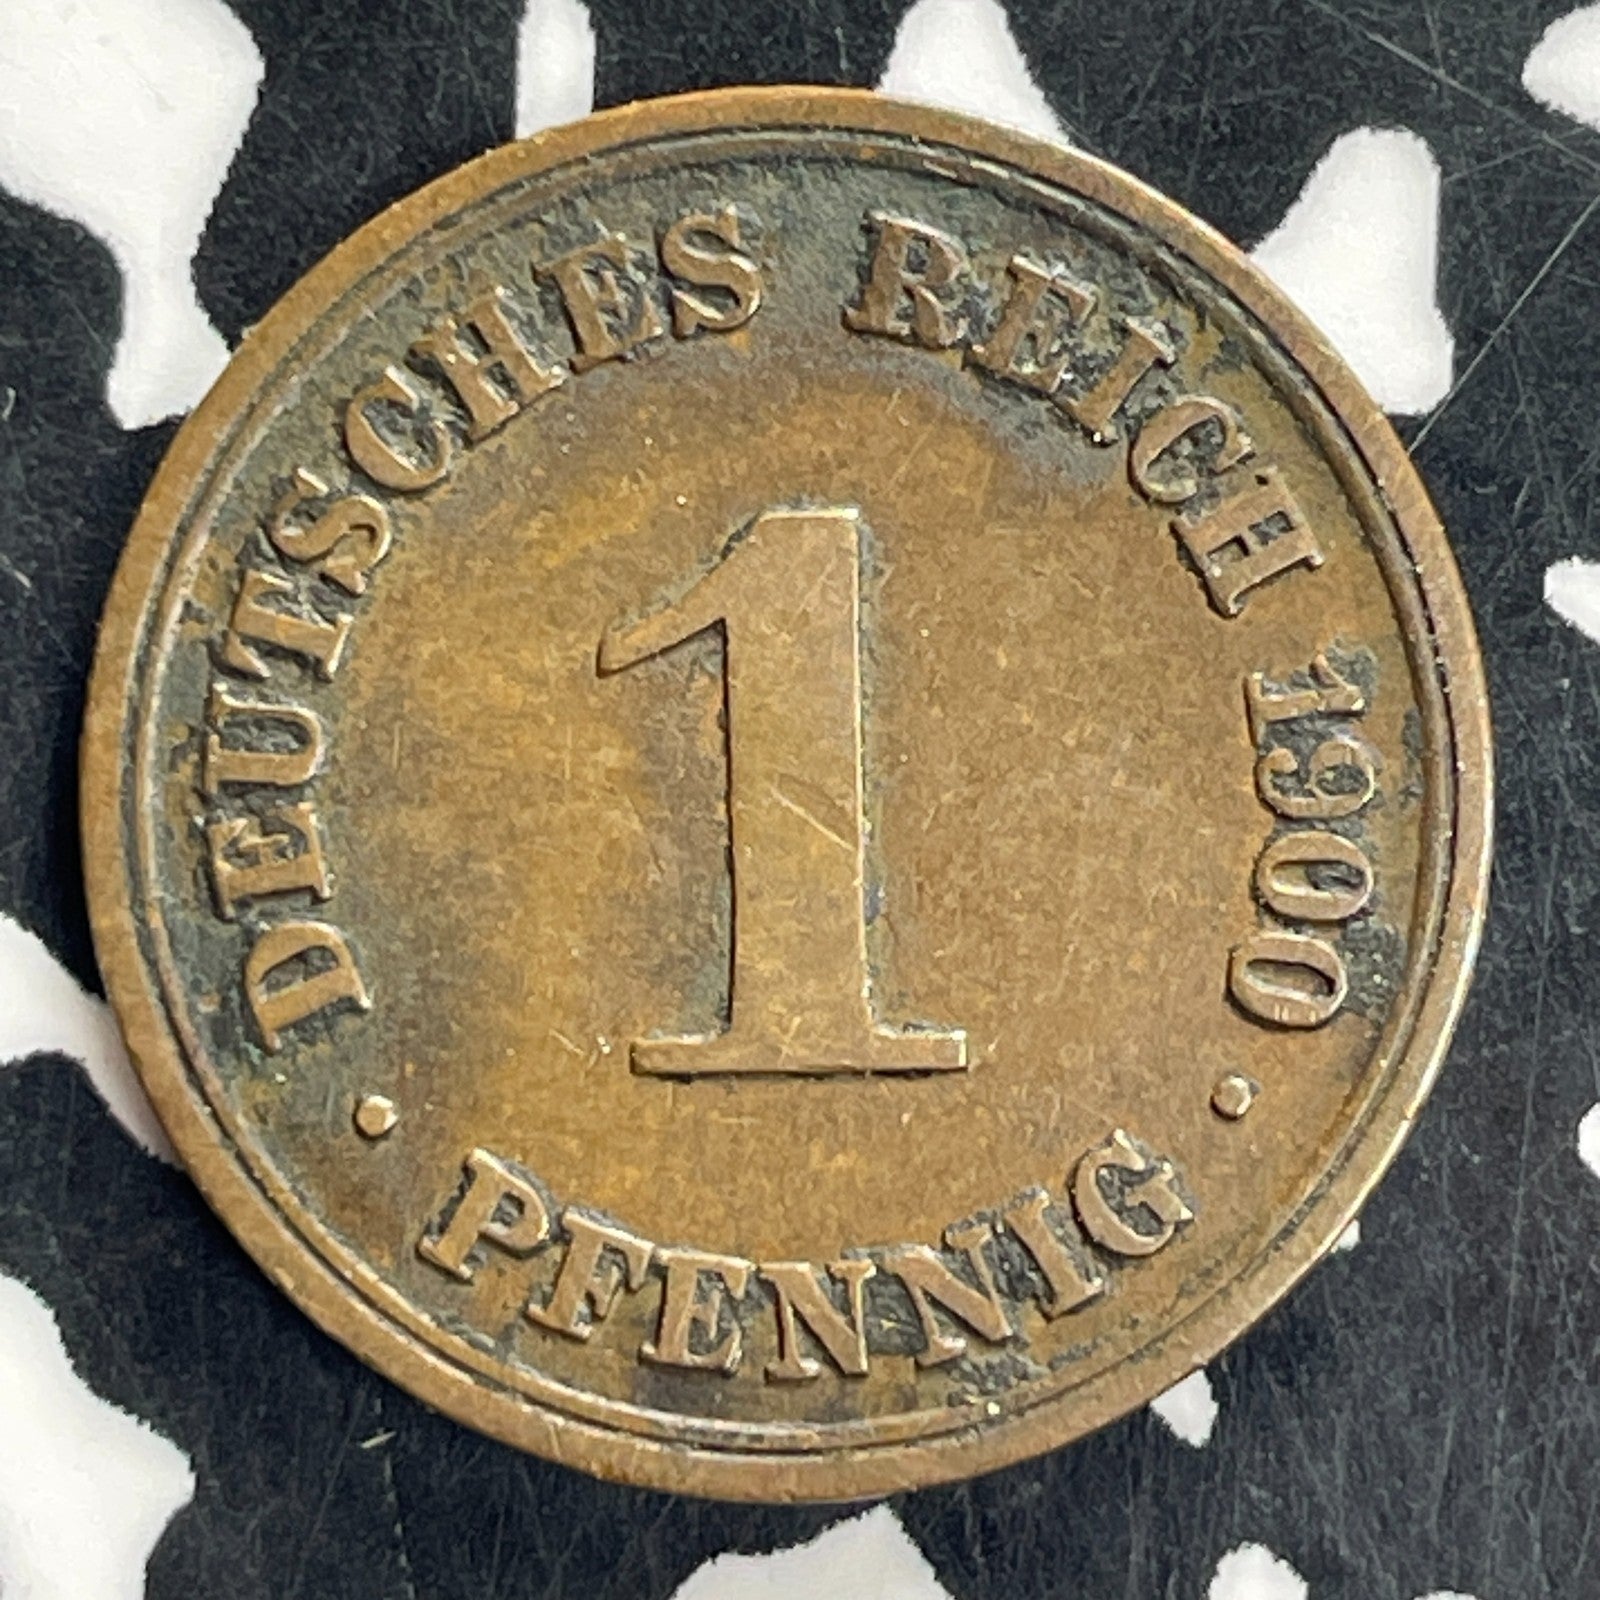 DEUTSCHES REICH 1900
1
· PFENNIG ·